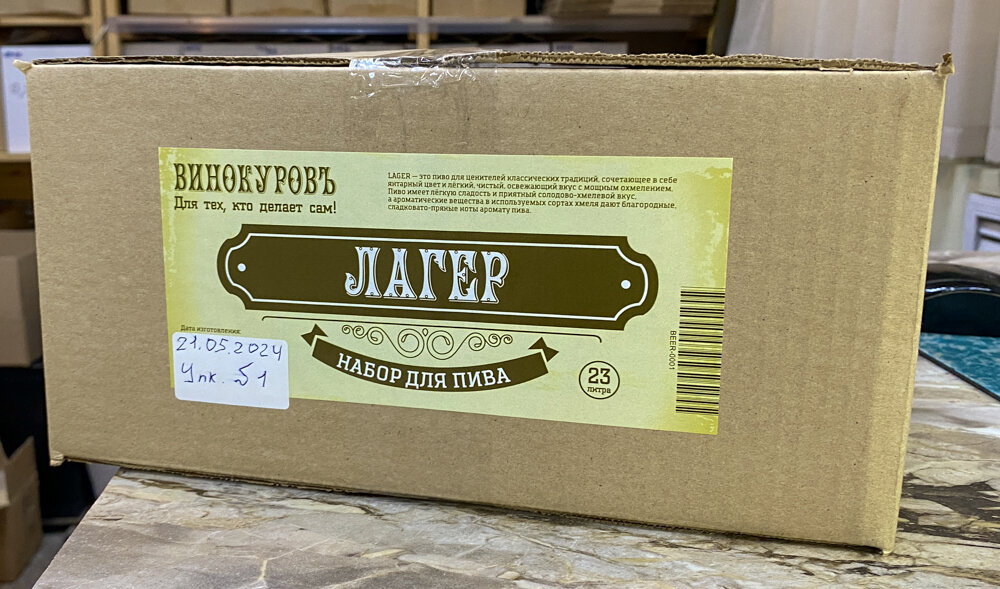 ВИНОКУРОВЪ
Для тех, кто делает сам!
LAGER — это пиво для ценителей классических традиций, сочетающее в себе
янтарный цвет и лёгкий, чистый, освежающий вкус с мощным охмелением.
Пиво имеет лёгкую сладость и приятный солодово-хмелевой вкус,
а ароматические вещества в используемых сортах хмеля дают благородные,
сладковато-пряные ноты аромату пива.
ЛАГЕР
НАБОР ДЛЯ ПИВА
23
литра
BEER-0001
Дата изготовления:
21.05.2024
Упк. Б1